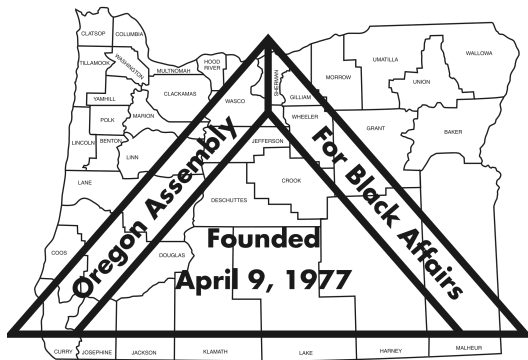 CLATSOP
COLUMBIA
TILLAMOOK
WASHINGTON
MULTNOMAH
HOOD
RIVER
SHERMAN
MORROW
UMATILLA
WALLOWA
UNION
YAMHILL
CLACKAMAS
WASCO
GILLIAM
POLK
MARION
WHEELER
GRANT
BAKER
LINCOLN
BENTON
JEFFERSON
LINN
LANE
CROOK
DESCHUTTES
COOS
DOUGLAS
Oregon Assembly
For Black Affairs
Founded
April 9, 1977
CURRY
JOSEPHINE
JACKSON
KLAMATH
LAKE
HARNEY
MALHEUR